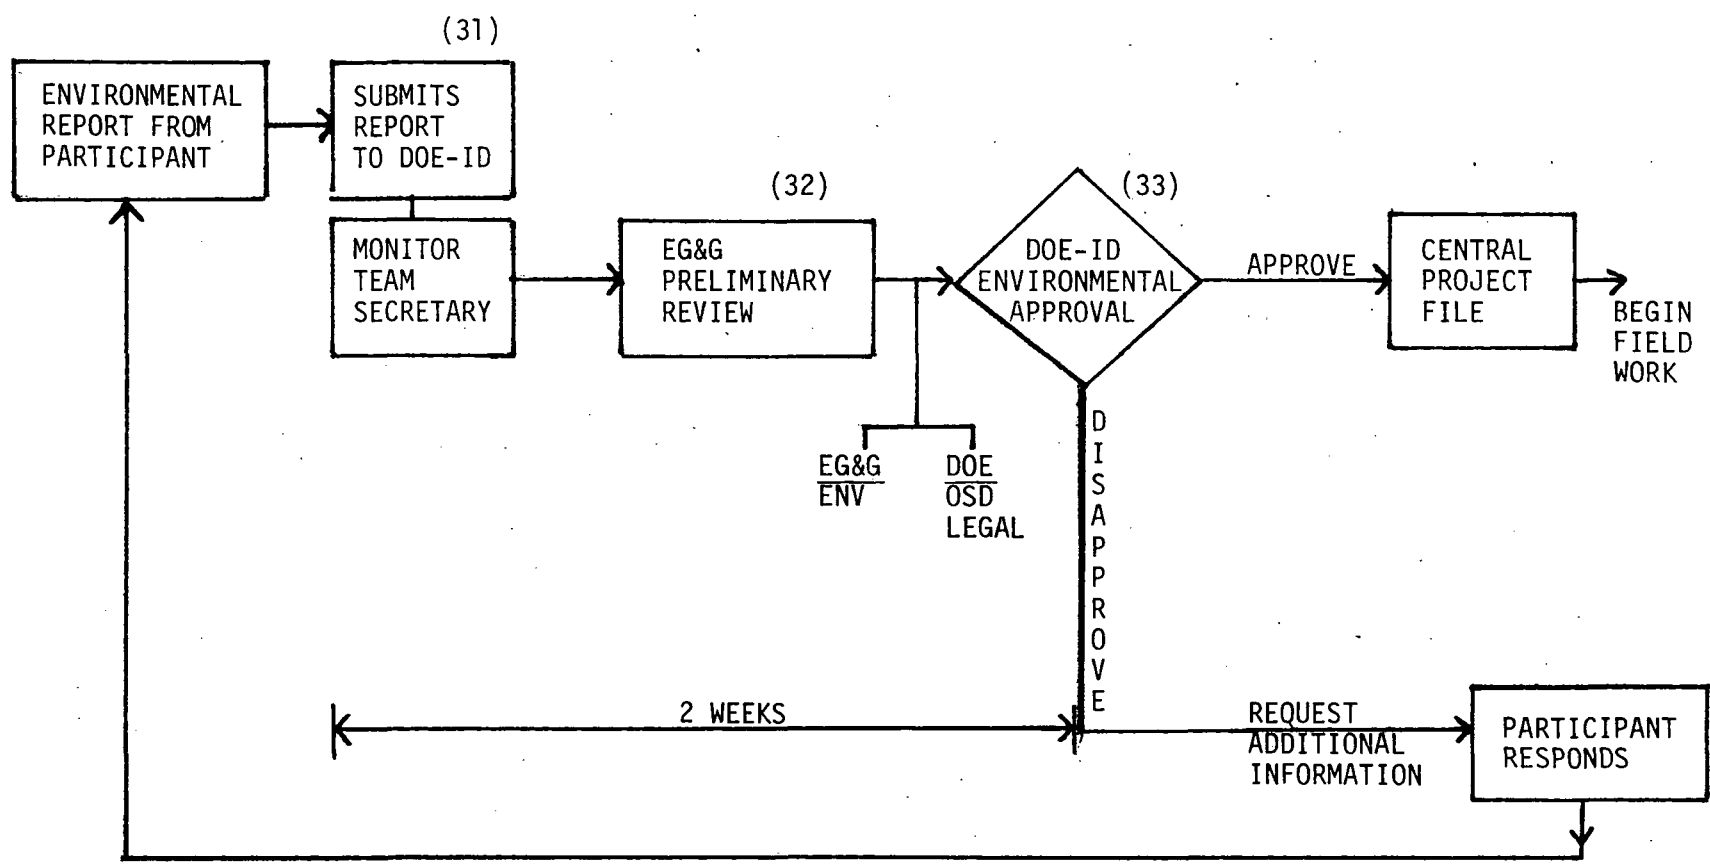 (31)
ENVIRONMENTAL
REPORT FROM
PARTICIPANT
SUBMITS
REPORT
TO DOE-ID
MONITOR
TEAM
SECRETARY
(32)
EG&G
PRELIMINARY
REVIEW
EG&G
ENV
DOE
OSD
LEGAL
(33)
DOE-ID
ENVIRONMENTAL
APPROVAL
APPROVE
CENTRAL
PROJECT
FILE
BEGIN
FIELD
WORK
DISAPPROVE
2 WEEKS
REQUEST
ADDITIONAL
INFORMATION
PARTICIPANT
RESPONDS